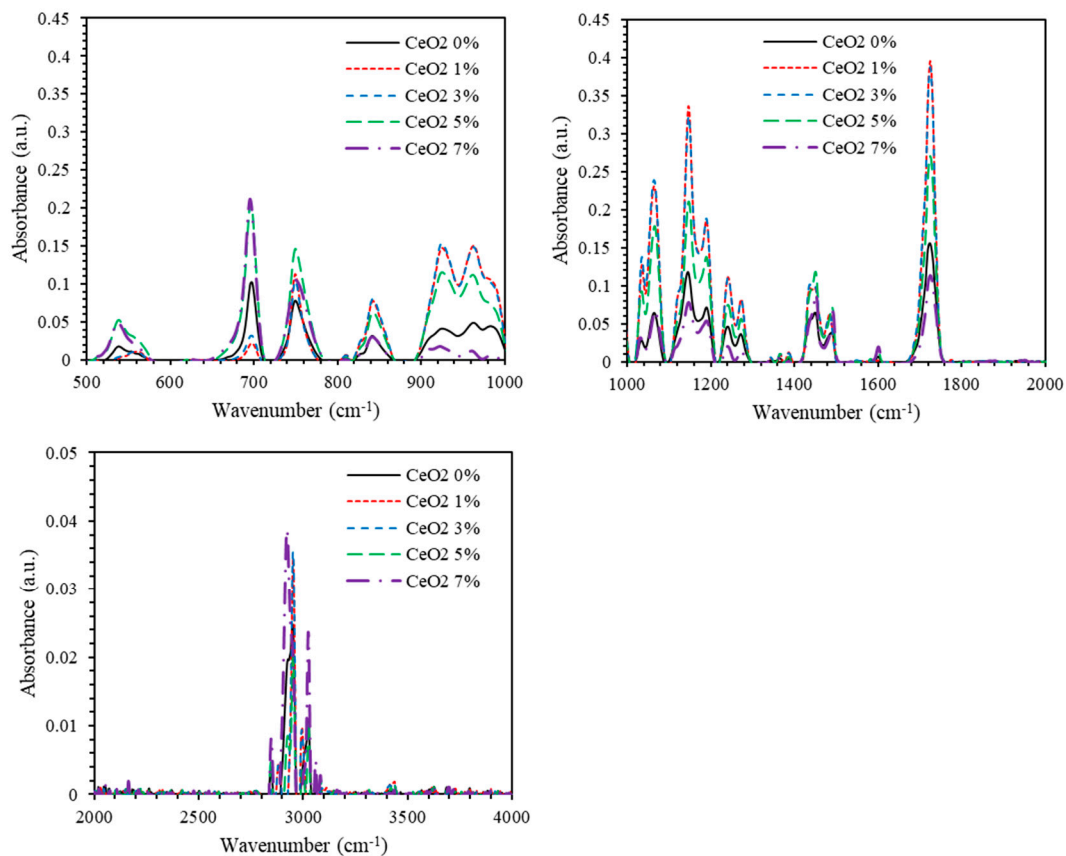 0.45
0.4
0.35
0.3
0.25
0.2
0.15
0.1
0.05
0
Absorbance (a.u.)
CeO2 0%
CeO2 1%
CeO2 3%
CeO2 5%
CeO2 7%
500 600 700 800 900 1000
Wavenumber (cm⁻¹)
0.45
0.4
0.35
0.3
0.25
0.2
0.15
0.1
0.05
0
Absorbance (a.u.)
CeO2 0%
CeO2 1%
CeO2 3%
CeO2 5%
CeO2 7%
1000 1200 1400 1600 1800 2000
Wavenumber (cm⁻¹)
0.05
0.04
0.03
0.02
0.01
0
Absorbance (a.u.)
CeO2 0%
CeO2 1%
CeO2 3%
CeO2 5%
CeO2 7%
2000 2500 3000 3500 4000
Wavenumber (cm⁻¹)